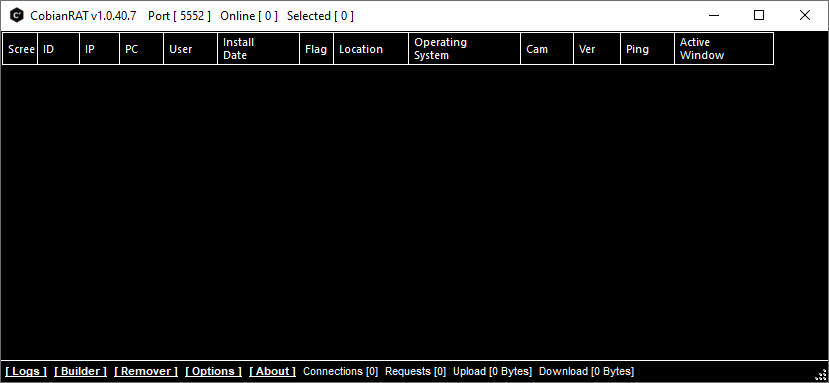 CobianRAT v1.0.40.7 Port [ 5552 ] Online [ 0 ] Selected [ 0 ]
Scree ID IP PC User Install Date Flag Location Operating System Cam Ver Ping Active Window
[ Logs ] [ Builder ] [ Remover ] [ Options ] [ About ] Connections [0] Requests [0] Upload [0 Bytes] Download [0 Bytes]